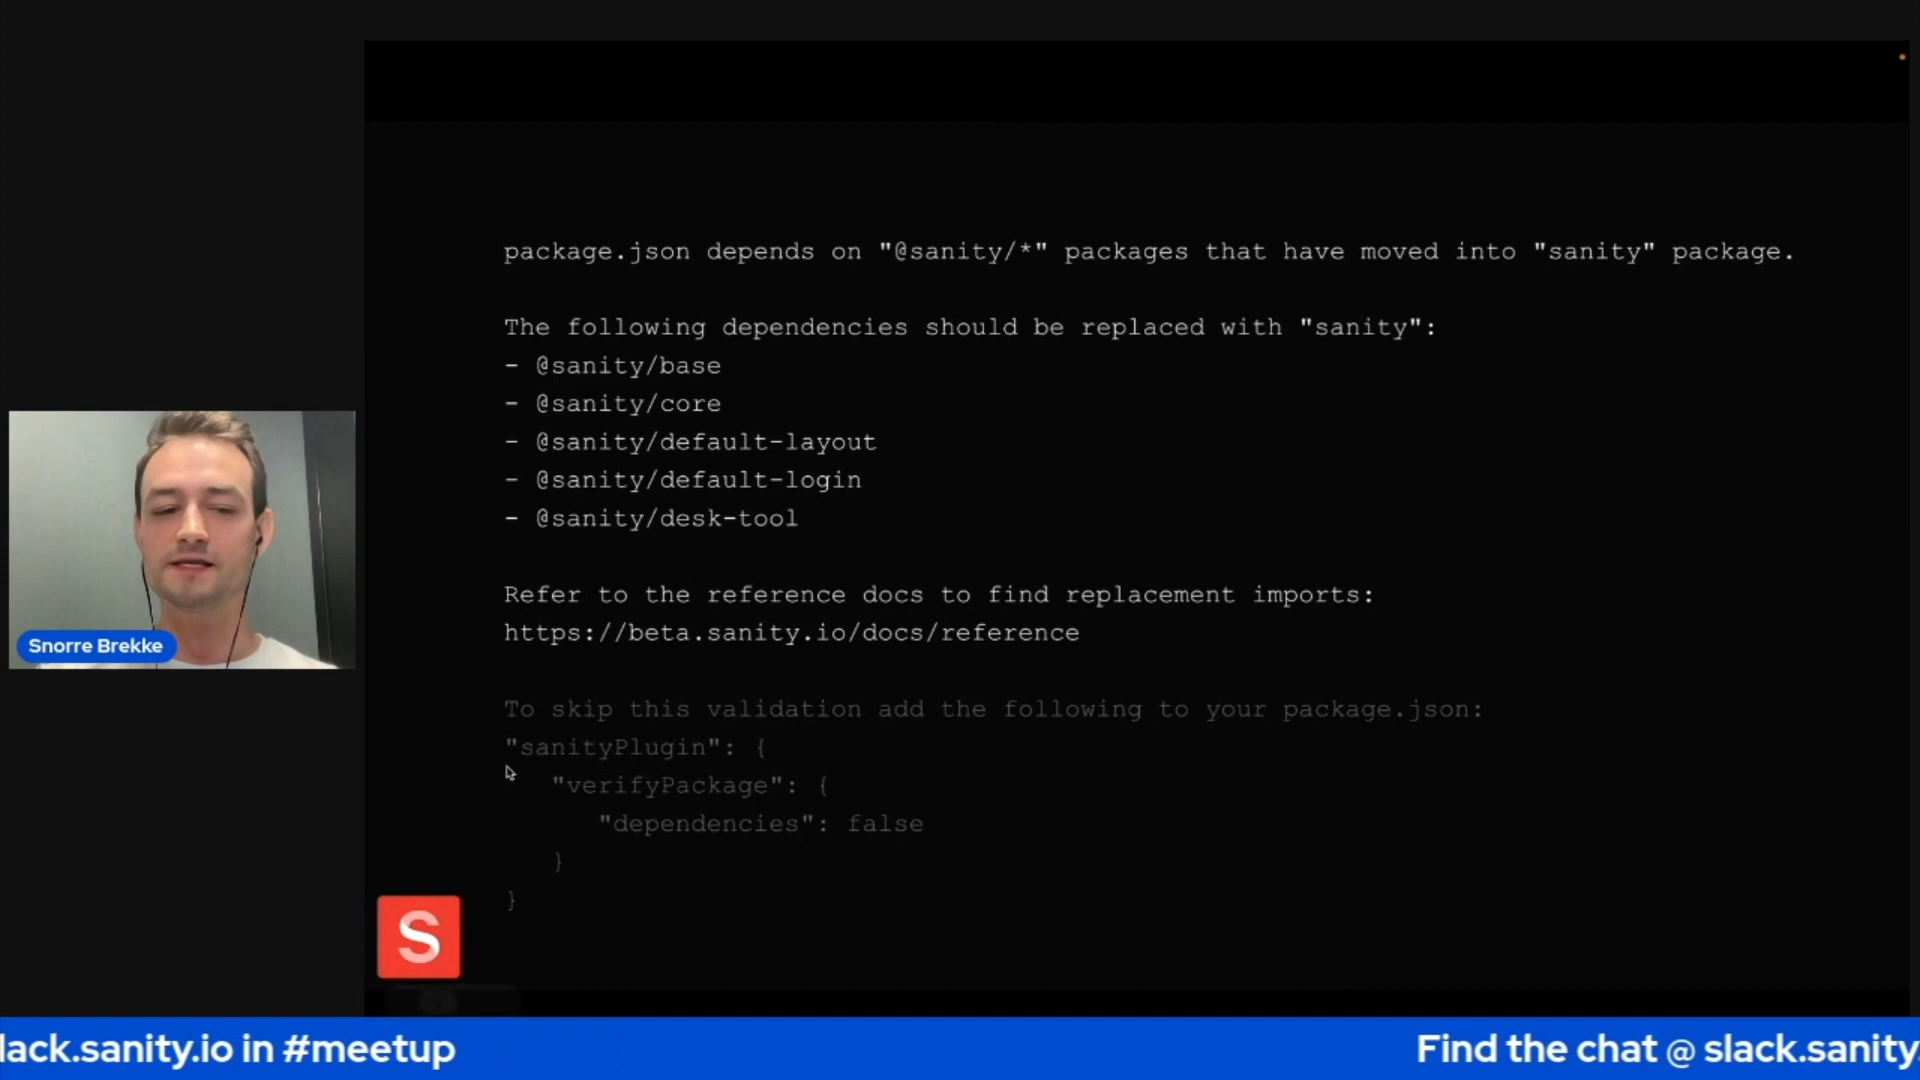 package.json depends on "@sanity/*" packages that have moved into "sanity" package.
The following dependencies should be replaced with "sanity":
- @sanity/base
- @sanity/core
- @sanity/default-layout
- @sanity/default-login
- @sanity/desk-tool
Refer to the reference docs to find replacement imports:
https://beta.sanity.io/docs/reference
To skip this validation add the following to your package.json:
"sanityPlugin": {
"verifyPackage": {
"dependencies": false
}
}
Snorre Brekke
S
lack.sanity.io in #meetup
Find the chat @ slack.sanity.